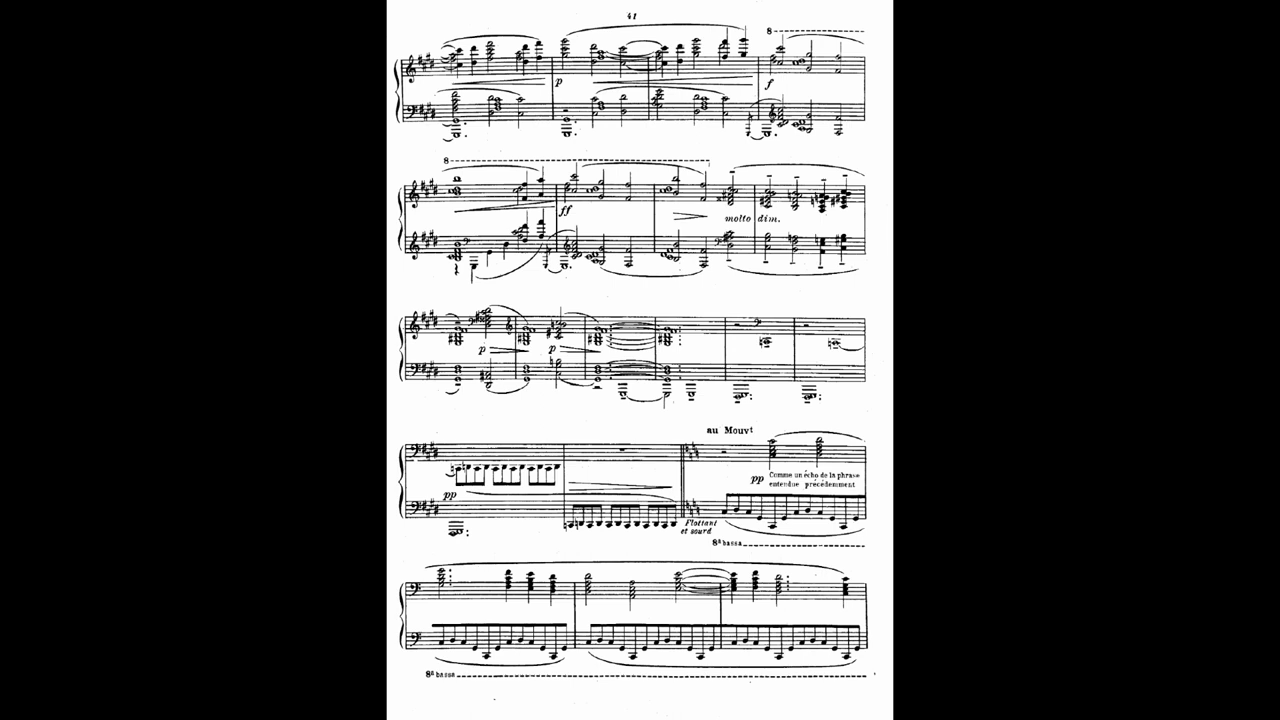 41
8
p
f
8
ff
molto dim.
p
p
au Mouvt
pp
Comme un écho de la phrase
entendue précédemment
pp
Flottant
et sourd
8ª bassa
8ª bassa